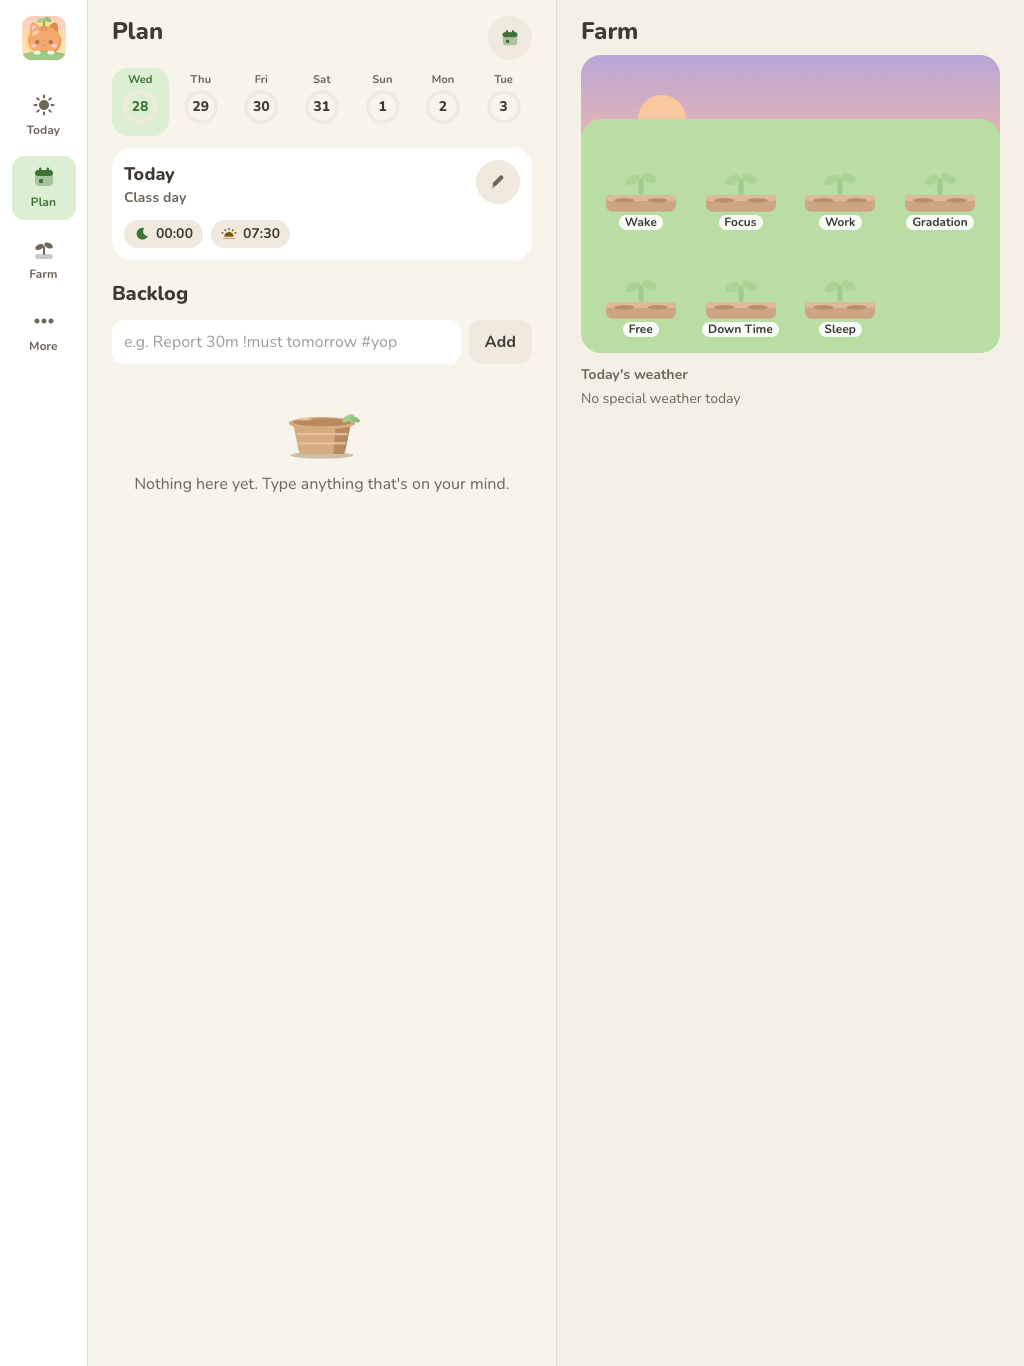 Today
Plan
Farm
More
Plan
Wed Thu Fri Sat Sun Mon Tue
28 29 30 31 1 2 3
Today
Class day
00:00 07:30
Backlog
e.g. Report 30m !must tomorrow #yop
Add
Nothing here yet. Type anything that's on your mind.
Farm
Wake Focus Work Gradation
Free Down Time Sleep
Today's weather
No special weather today